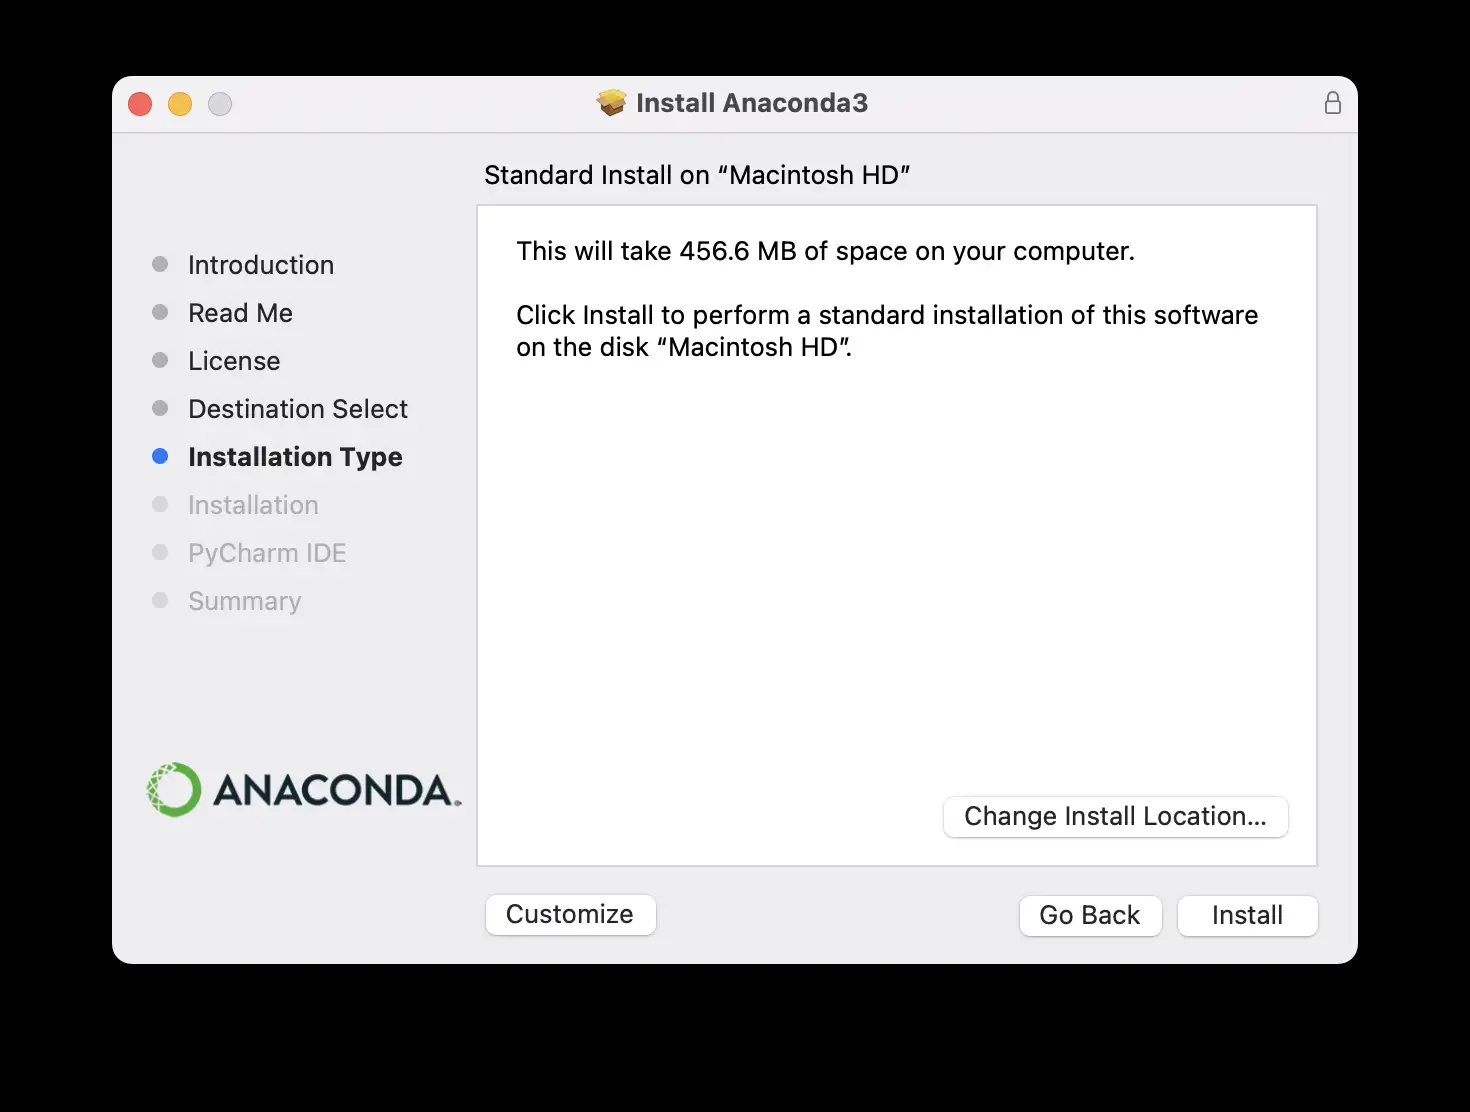 Install Anaconda3
Standard Install on “Macintosh HD”
Introduction
Read Me
License
Destination Select
Installation Type
Installation
PyCharm IDE
Summary
ANACONDA.
This will take 456.6 MB of space on your computer.
Click Install to perform a standard installation of this software
on the disk “Macintosh HD”.
Change Install Location...
Customize
Go Back
Install